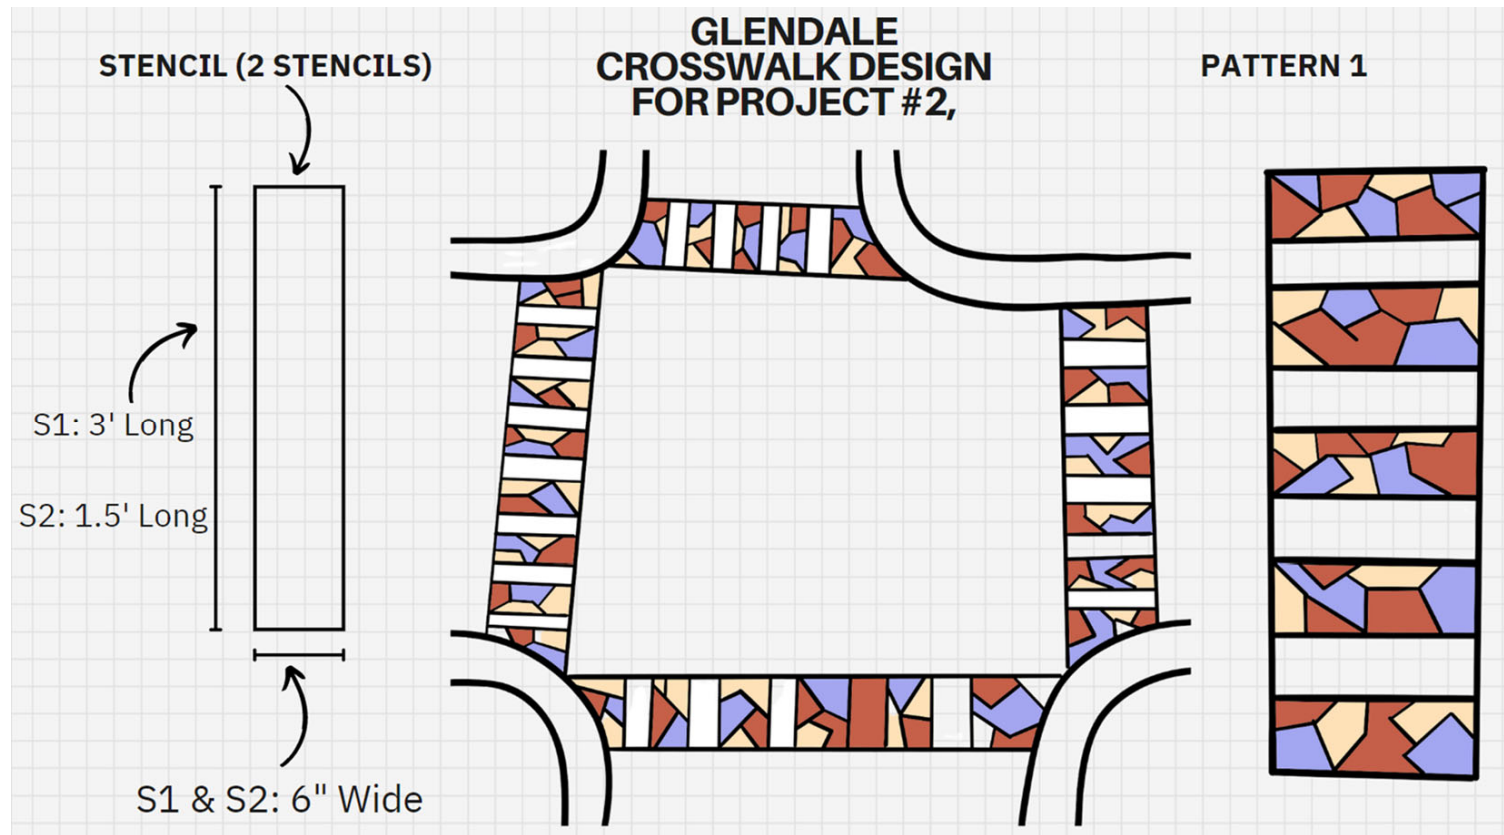 STENCIL (2 STENCILS)
GLENDALE
CROSSWALK DESIGN
FOR PROJECT #2,
PATTERN 1
S1: 3' Long
S2: 1.5' Long
S1 & S2: 6" Wide